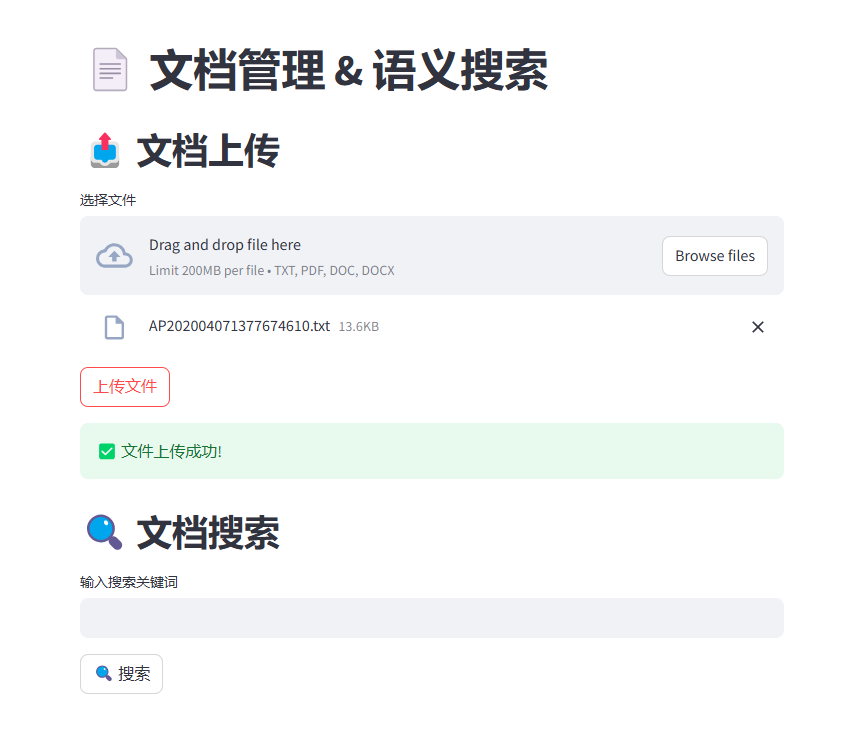 文档管理 & 语义搜索
文档上传
选择文件
Drag and drop file here
Limit 200MB per file • TXT, PDF, DOC, DOCX
Browse files
AP202004071377674610.txt 13.6KB
上传文件
文件上传成功!
文档搜索
输入搜索关键词
搜索